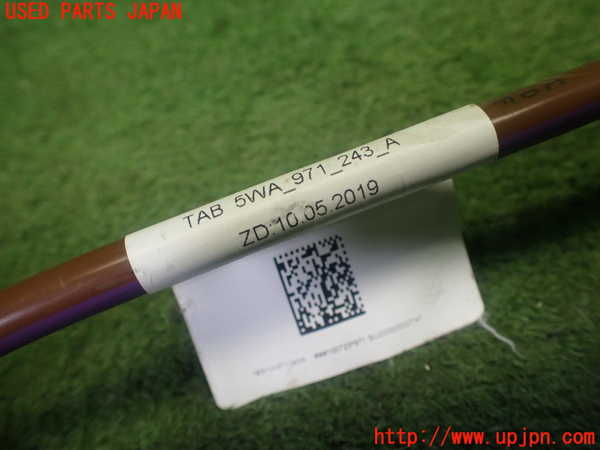 USED PARTS JAPAN
TAB 5WA_971_243_A
ZD:10.05.2019
http://www.upjpn.com